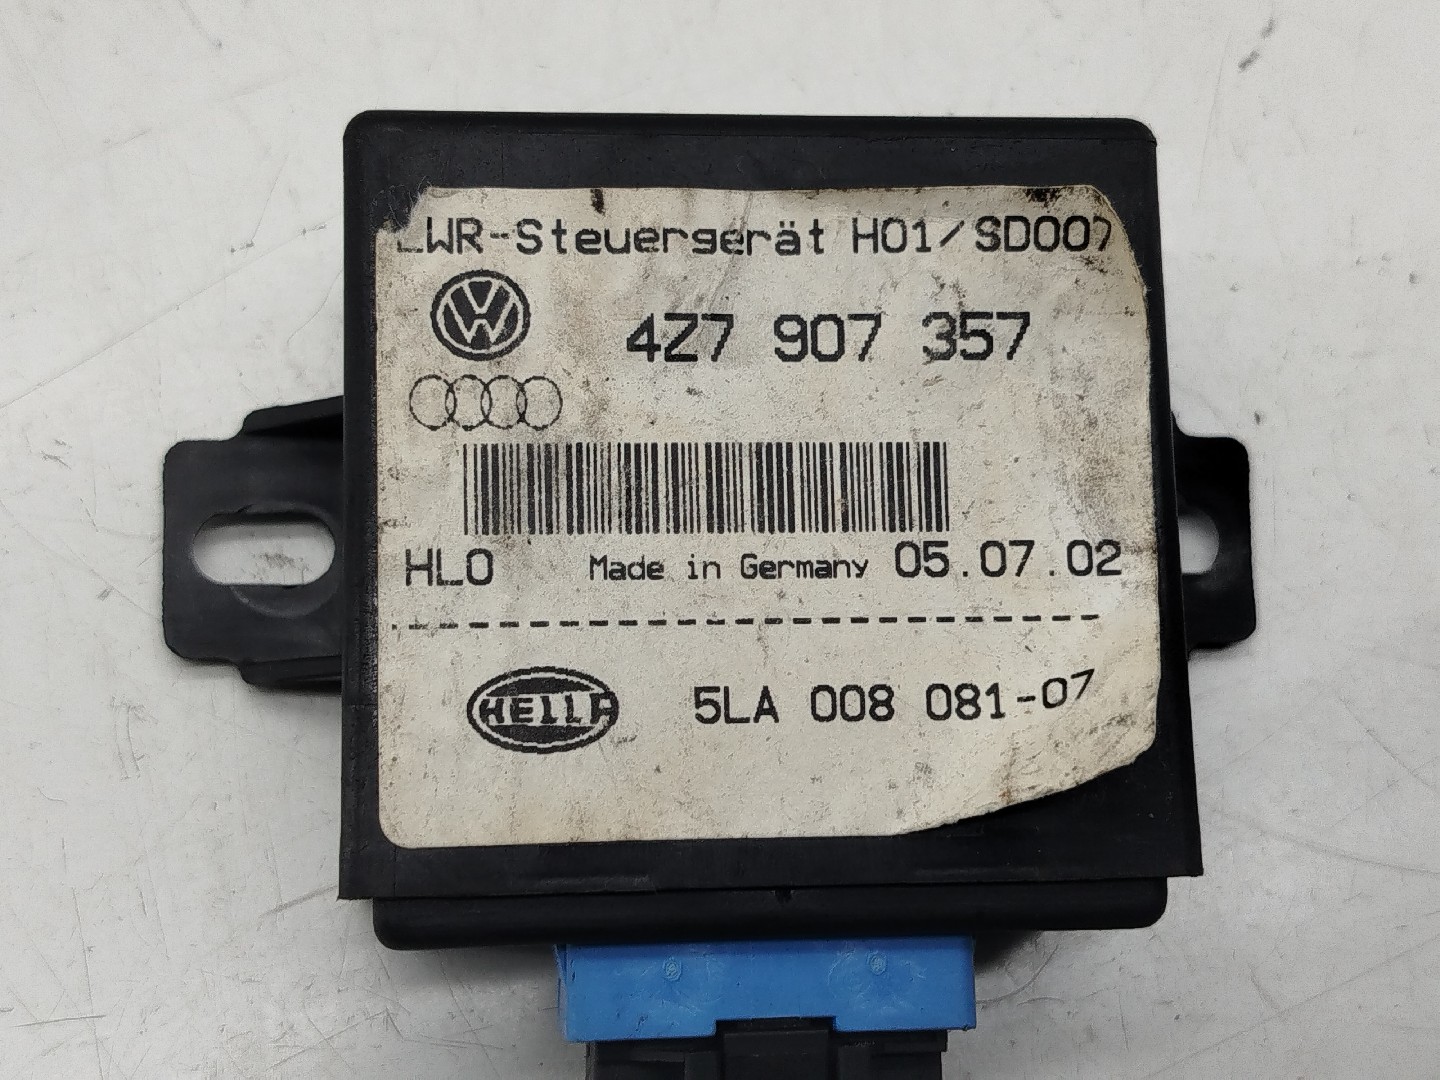 LWR-Steuergerät H01/SD007
4Z7 907 357
HLO Made in Germany 05.07.02
HELLA 5LA 008 081-07